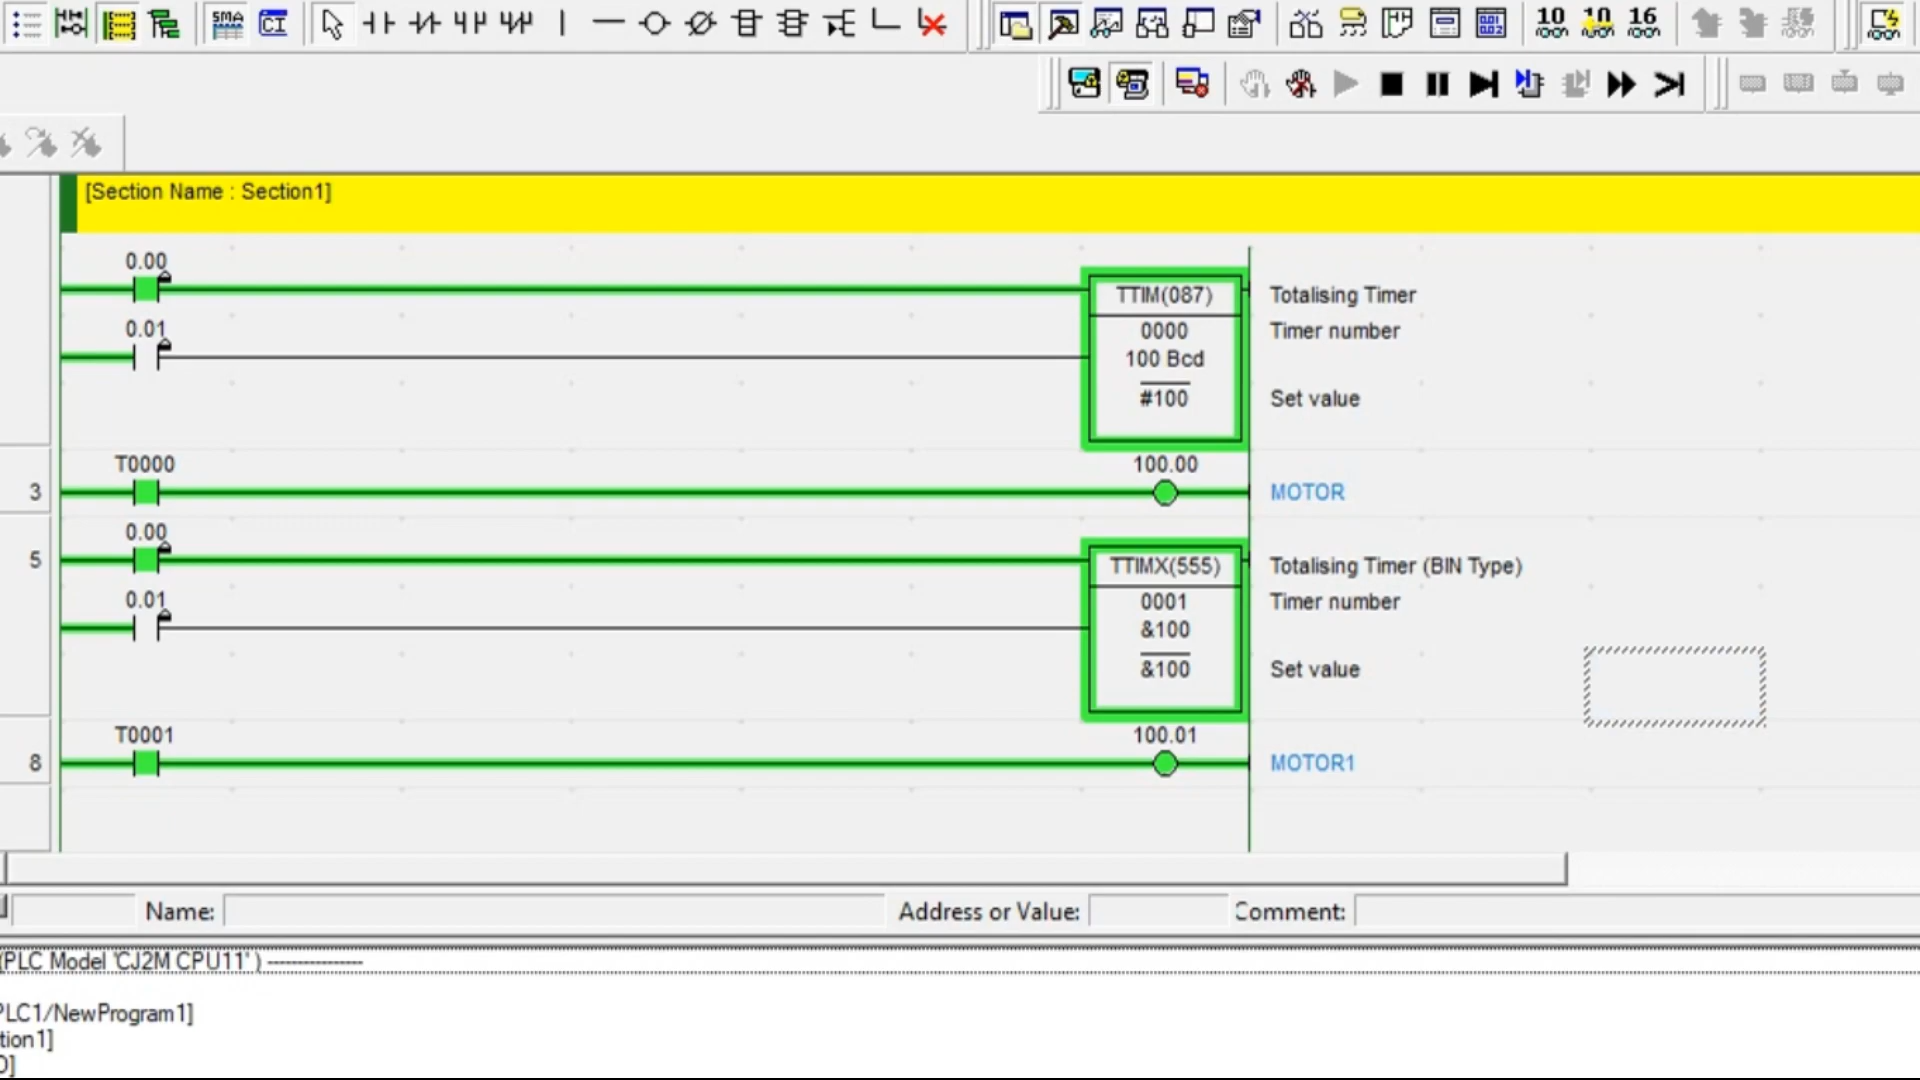 SMA CI
10 10 16
[Section Name : Section1]
0.00
TTIM(087) Totalising Timer
0.01
0000 Timer number
100 Bcd
#100 Set value
T0000 100.00
3 MOTOR
0.00
5 TTIMX(555) Totalising Timer (BIN Type)
0.01
0001 Timer number
&100
&100 Set value
T0001 100.01
8 MOTOR1
Name: Address or Value: Comment:
(PLC Model 'CJ2M CPU11') ----------------
PLC1/NewProgram1]
tion1]
D]